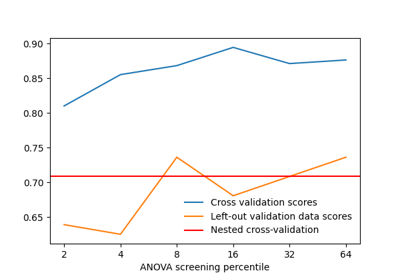 0.90
0.85
0.80
0.75
0.70
0.65
Cross validation scores
Left-out validation data scores
Nested cross-validation
2 4 8 16 32 64
ANOVA screening percentile